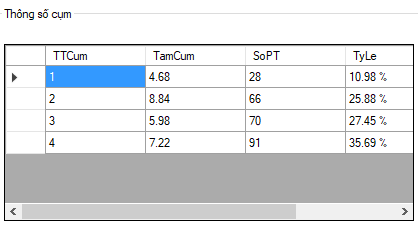 Thông số cụm
TTCum TamCum SoPT TyLe
1 4.68 28 10.98 %
2 8.84 66 25.88 %
3 5.98 70 27.45 %
4 7.22 91 35.69 %